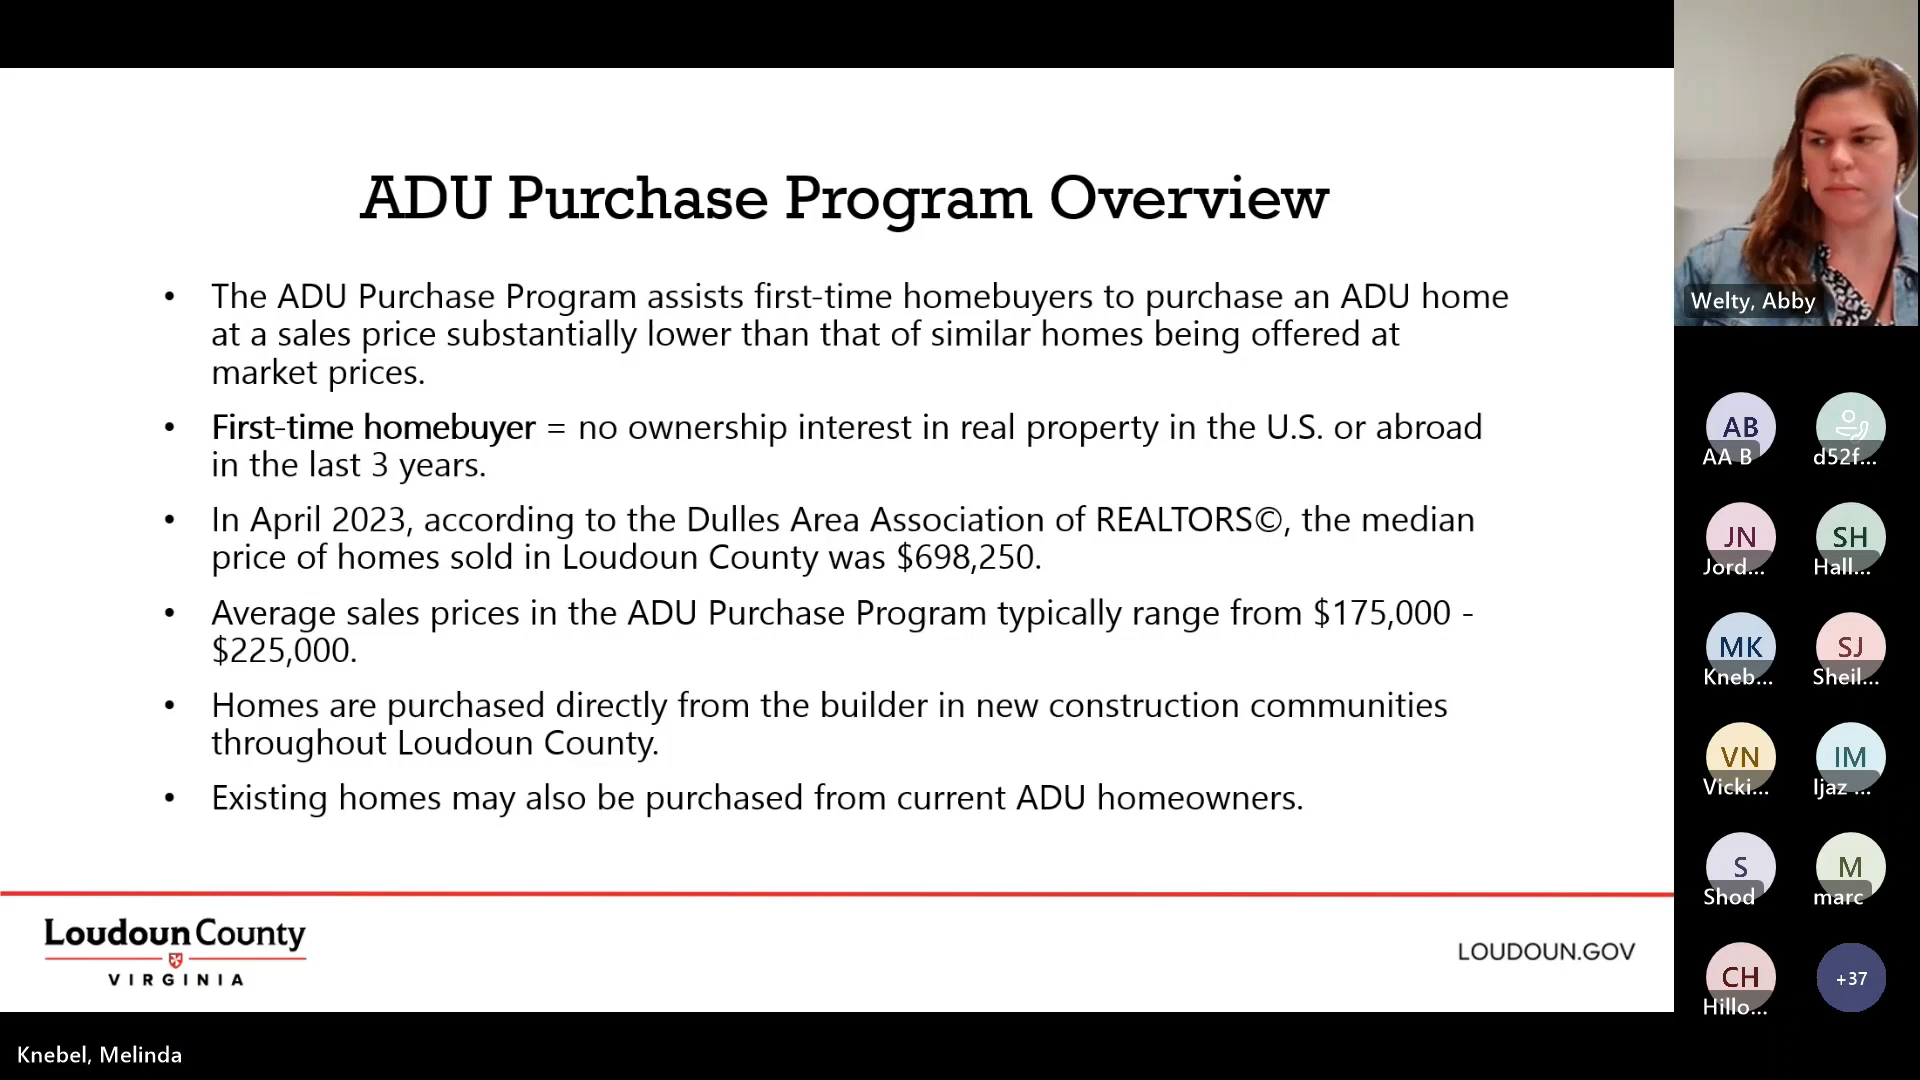 ADU Purchase Program Overview
• The ADU Purchase Program assists first-time homebuyers to purchase an ADU home
at a sales price substantially lower than that of similar homes being offered at
market prices.
• First-time homebuyer = no ownership interest in real property in the U.S. or abroad
in the last 3 years.
• In April 2023, according to the Dulles Area Association of REALTORS©, the median
price of homes sold in Loudoun County was $698,250.
• Average sales prices in the ADU Purchase Program typically range from $175,000 -
$225,000.
• Homes are purchased directly from the builder in new construction communities
throughout Loudoun County.
• Existing homes may also be purchased from current ADU homeowners.
Loudoun County
VIRGINIA
LOUDOUN.GOV
Knebel, Melinda
Welty, Abby
AB
AA B
d52f...
JN
Jord...
SH
Hall...
MK
Kneb...
SJ
Sheil...
VN
Vicki...
IM
Ijaz ...
S
Shod
M
marc
CH
Hillo...
+37